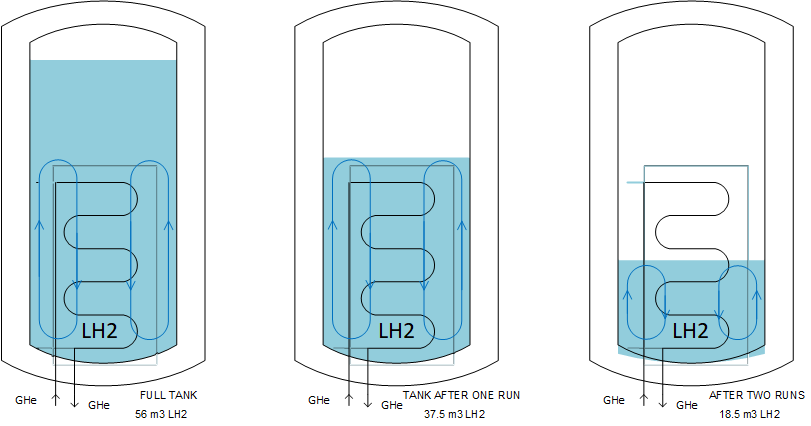 LH2
LH2
LH2
GHe
GHe
FULL TANK
56 m3 LH2
GHe
GHe
TANK AFTER ONE RUN
37.5 m3 LH2
GHe
GHe
AFTER TWO RUNS
18.5 m3 LH2